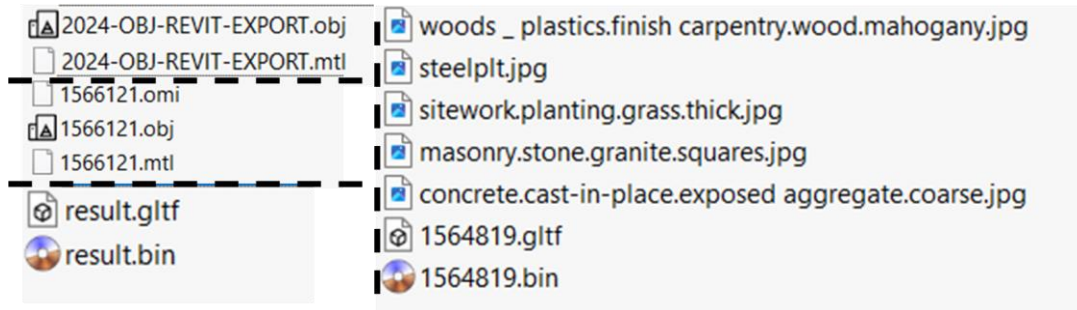 2024-OBJ-REVIT-EXPORT.obj
2024-OBJ-REVIT-EXPORT.mtl
1566121.omi
1566121.obj
1566121.mtl
result.gltf
result.bin
woods _ plastics.finish carpentry.wood.mahogany.jpg
steelplt.jpg
sitework.planting.grass.thick.jpg
masonry.stone.granite.squares.jpg
concrete.cast-in-place.exposed aggregate.coarse.jpg
1564819.gltf
1564819.bin